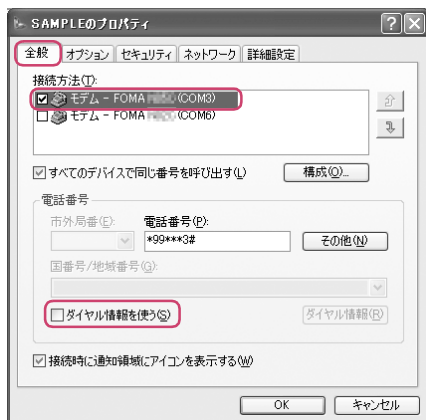 SAMPLEのプロパティ
全般 オプション セキュリティ ネットワーク 詳細設定
接続方法(T):
モデム - FOMA (COM3)
モデム - FOMA (COM6)
すべてのデバイスで同じ番号を呼び出す(L) 構成(O)...
電話番号
市外局番(E): 電話番号(P):
*99***3# その他(N)
国番号/地域番号(G):
ダイヤル情報を使う(S) ダイヤル情報(R)
接続時に通知領域にアイコンを表示する(W)
OK キャンセル